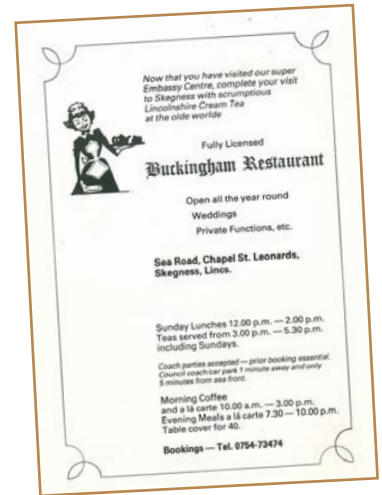 Now that you have visited our super
Embassy Centre, complete your visit
to Skegness with scrumptious
Lincolnshire Cream Tea
at the olde worlde
Fully Licensed
Buckingham Restaurant
Open all the year round
Weddings
Private Functions, etc.
Sea Road, Chapel St. Leonards,
Skegness, Lincs.
Sunday Lunches 12.00 p.m. — 2.00 p.m.
Teas served from 3.00 p.m. — 5.30 p.m.
including Sundays.
Coach parties accepted — prior booking essential.
Council coach/car park 1 minute away and only
5 minutes from sea front.
Morning Coffee
and a lá carte 10.00 a.m. — 3.00 p.m.
Evening Meals a lá carte 7.30 — 10.00 p.m.
Table cover for 40.
Bookings — Tel. 0754-73474